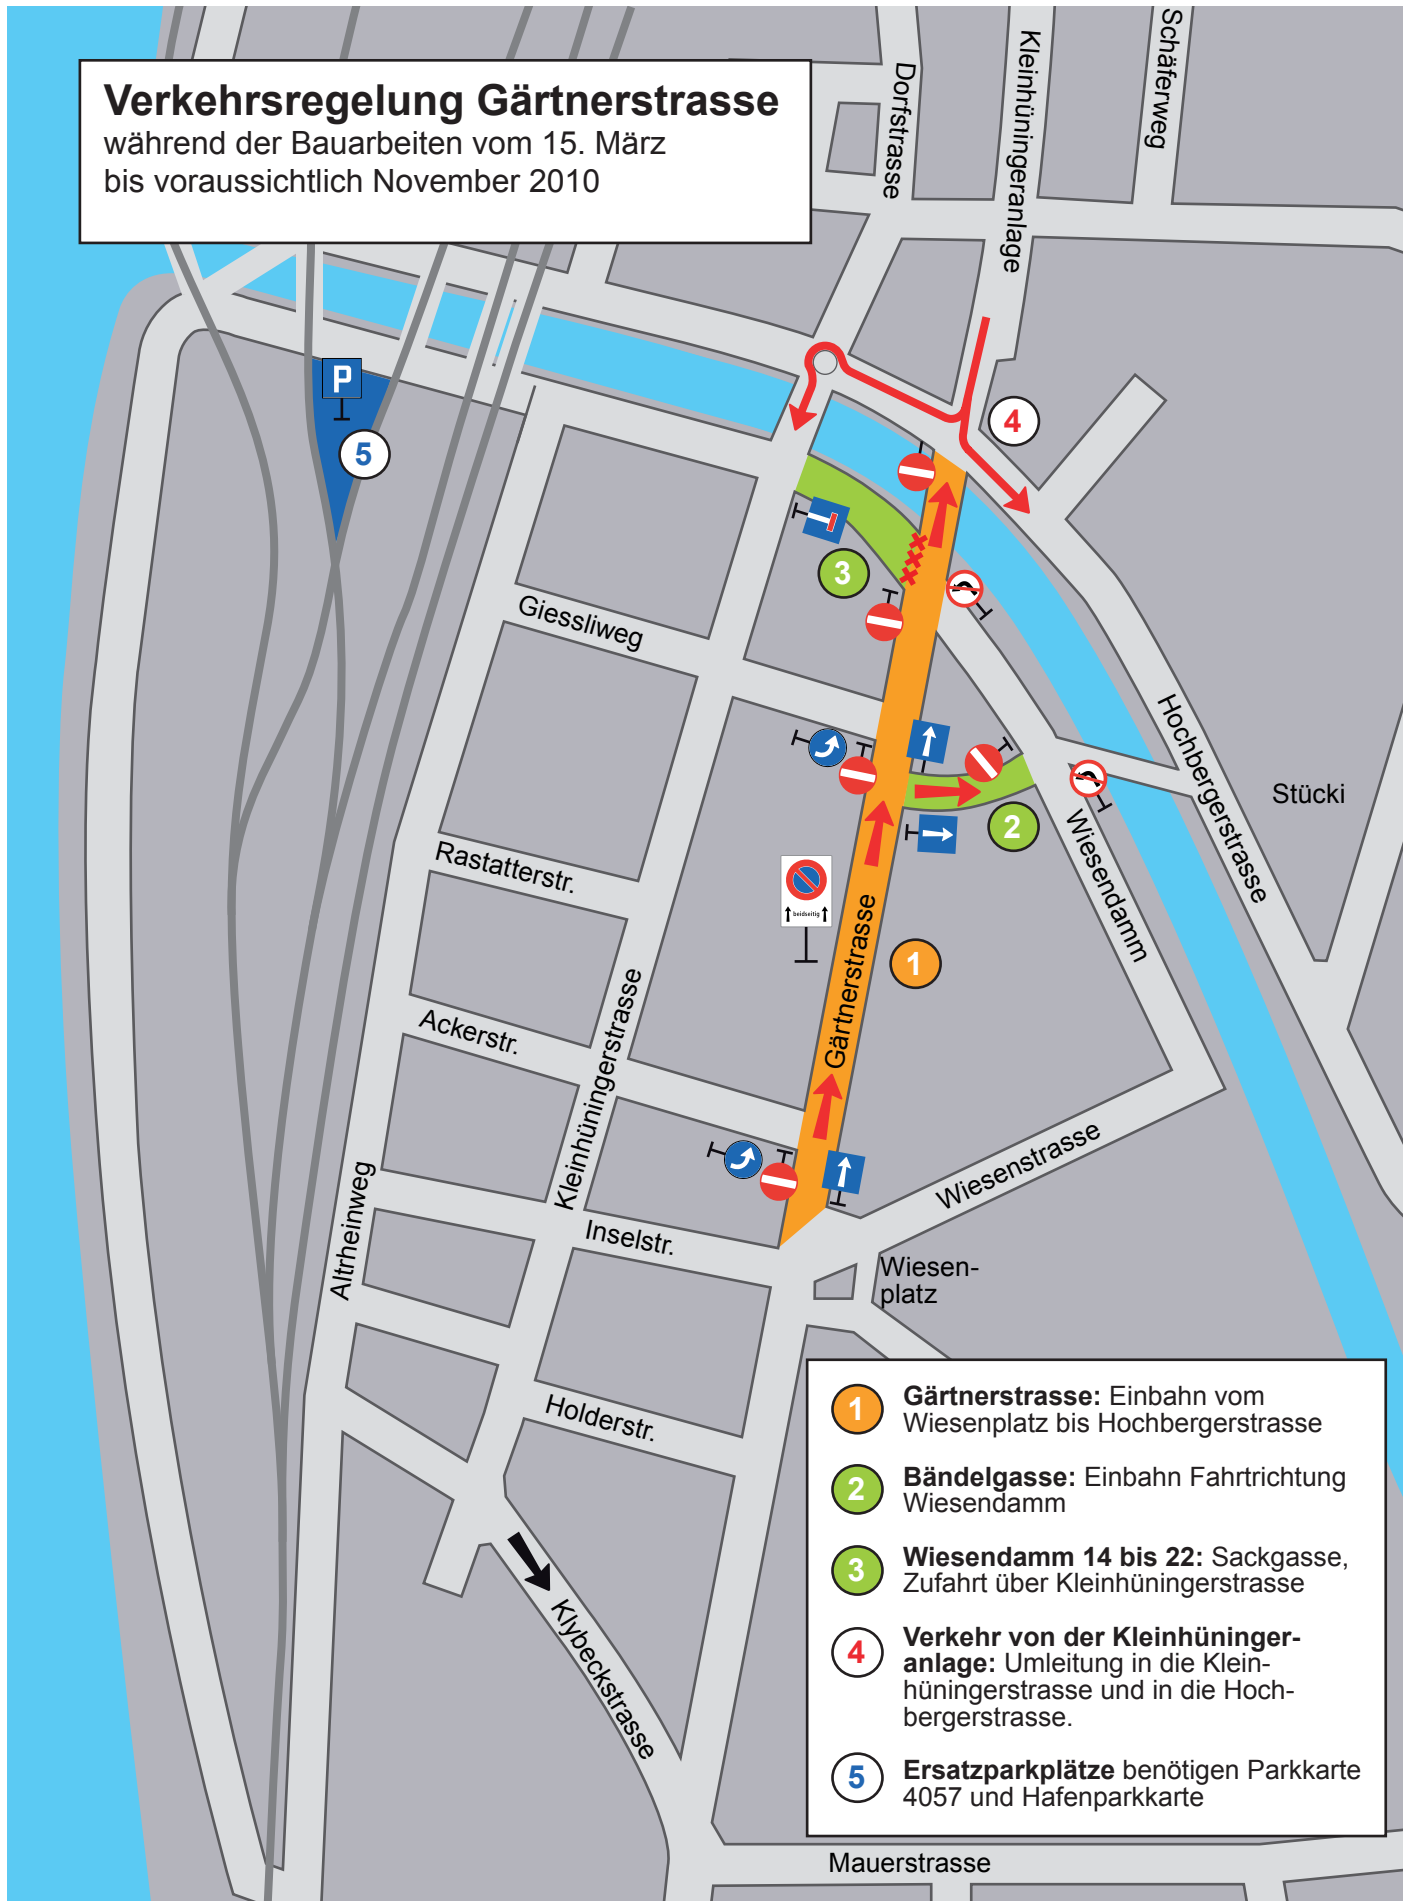 Verkehrsregelung Gärtnerstrasse
während der Bauarbeiten vom 15. März
bis voraussichtlich November 2010
Dorfstrasse
Kleinhüningeranlage
Schäferweg
P
5
4
3
Giessliweg
Hochbergerstrasse
Stücki
2
Wiesendamm
Rastatterstr.
beidseitig
Gärtnerstrasse
1
Ackerstr.
Kleinhüningerstrasse
Altrheinweg
Wiesenstrasse
Inselstr.
Wiesen-
platz
Holderstr.
Klybeckstrasse
Mauerstrasse
1 Gärtnerstrasse: Einbahn vom
Wiesenplatz bis Hochbergerstrasse
2 Bändelgasse: Einbahn Fahrtrichtung
Wiesendamm
3 Wiesendamm 14 bis 22: Sackgasse,
Zufahrt über Kleinhüningerstrasse
4 Verkehr von der Kleinhüninger-
anlage: Umleitung in die Klein-
hüningerstrasse und in die Hoch-
bergerstrasse.
5 Ersatzparkplätze benötigen Parkkarte
4057 und Hafenparkkarte